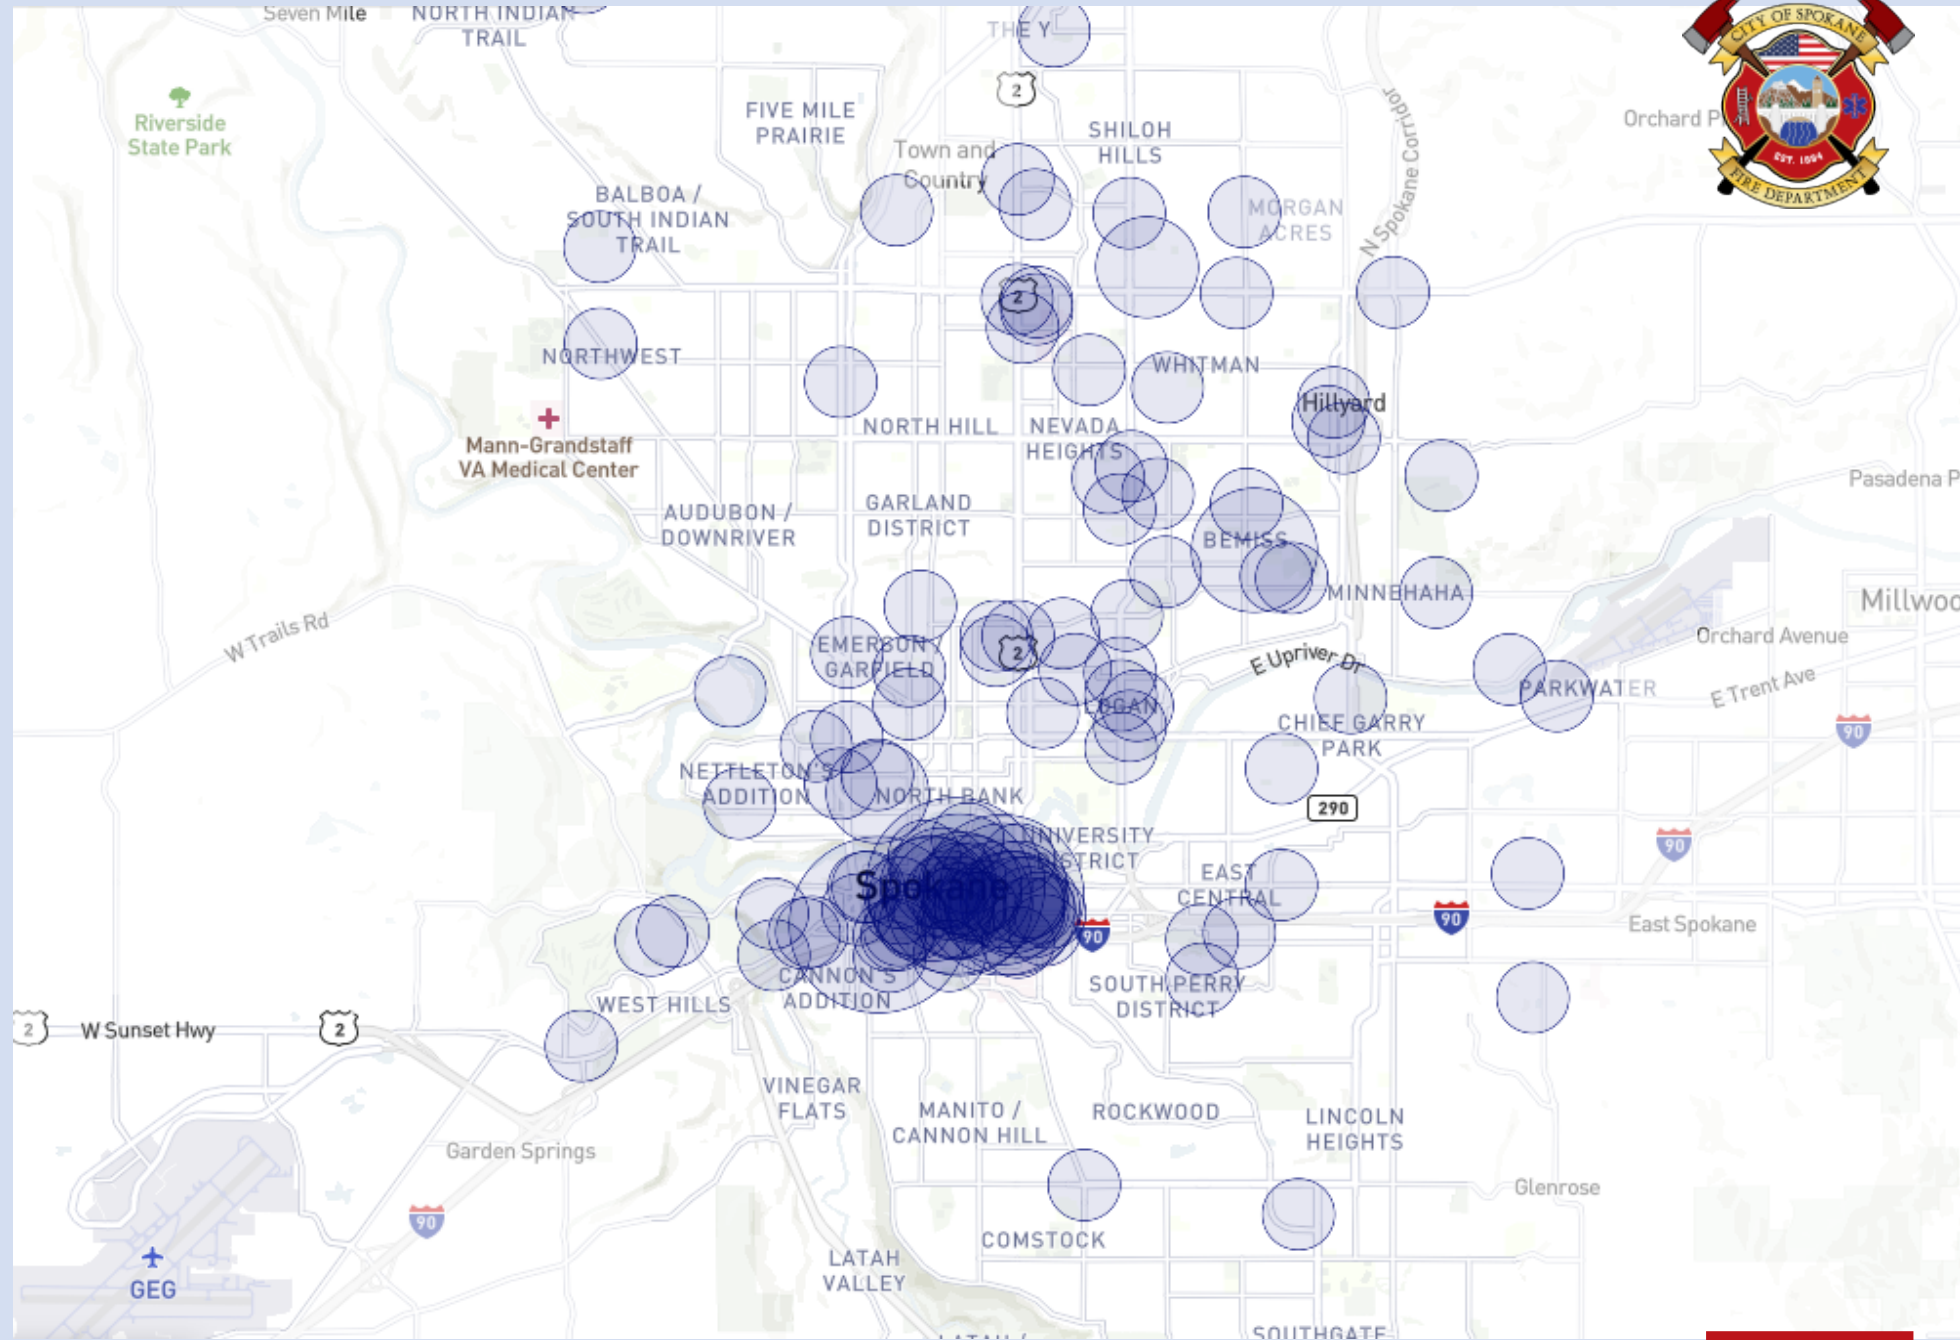 Seven Mile
NORTH INDIAN
TRAIL
THE Y
2
CITY OF SPOKANE
EST. 1884
FIRE DEPARTMENT
Riverside
State Park
FIVE MILE
PRAIRIE
SHILOH
HILLS
Orchard P
N Spokane Corridor
Town and
Country
BALBOA /
SOUTH INDIAN
TRAIL
MORGAN
ACRES
2
NORTHWEST
WHITMAN
Hillyard
Mann-Grandstaff
VA Medical Center
NORTH HILL
NEVADA
HEIGHTS
Pasadena P
AUDUBON /
DOWNRIVER
GARLAND
DISTRICT
BEMISS
MINNEHAHA
Millwoo
W Trails Rd
EMERSON /
GARFIELD
2
E Upriver Dr
Orchard Avenue
PARKWATER
E Trent Ave
LOGAN
CHIEF GARRY
PARK
90
NETTLETON'S
ADDITION
NORTH BANK
290
UNIVERSITY
DISTRICT
90
Spokane
EAST
CENTRAL
90
90
East Spokane
CANNON'S
ADDITION
SOUTH PERRY
DISTRICT
WEST HILLS
2
W Sunset Hwy
2
VINEGAR
FLATS
MANITO /
CANNON HILL
ROCKWOOD
LINCOLN
HEIGHTS
Garden Springs
Glenrose
90
COMSTOCK
LATAH
VALLEY
GEG
LATAH /
SOUTHGATE